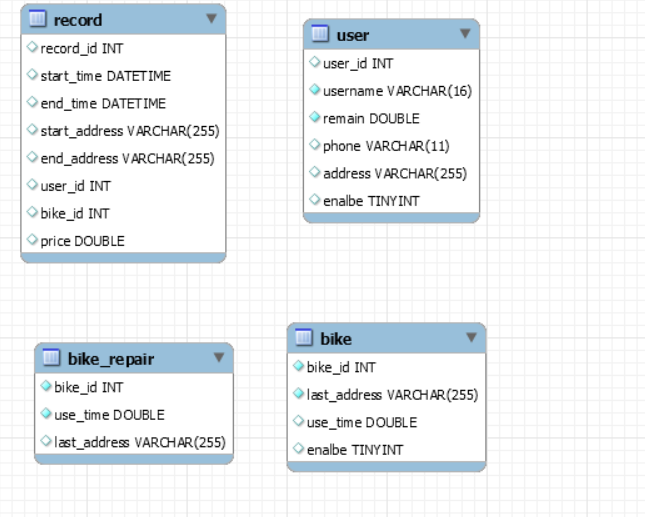 record
record_id INT
start_time DATETIME
end_time DATETIME
start_address VARCHAR(255)
end_address VARCHAR(255)
user_id INT
bike_id INT
price DOUBLE
user
user_id INT
username VARCHAR(16)
remain DOUBLE
phone VARCHAR(11)
address VARCHAR(255)
enalbe TINYINT
bike_repair
bike_id INT
use_time DOUBLE
last_address VARCHAR(255)
bike
bike_id INT
last_address VARCHAR(255)
use_time DOUBLE
enalbe TINYINT